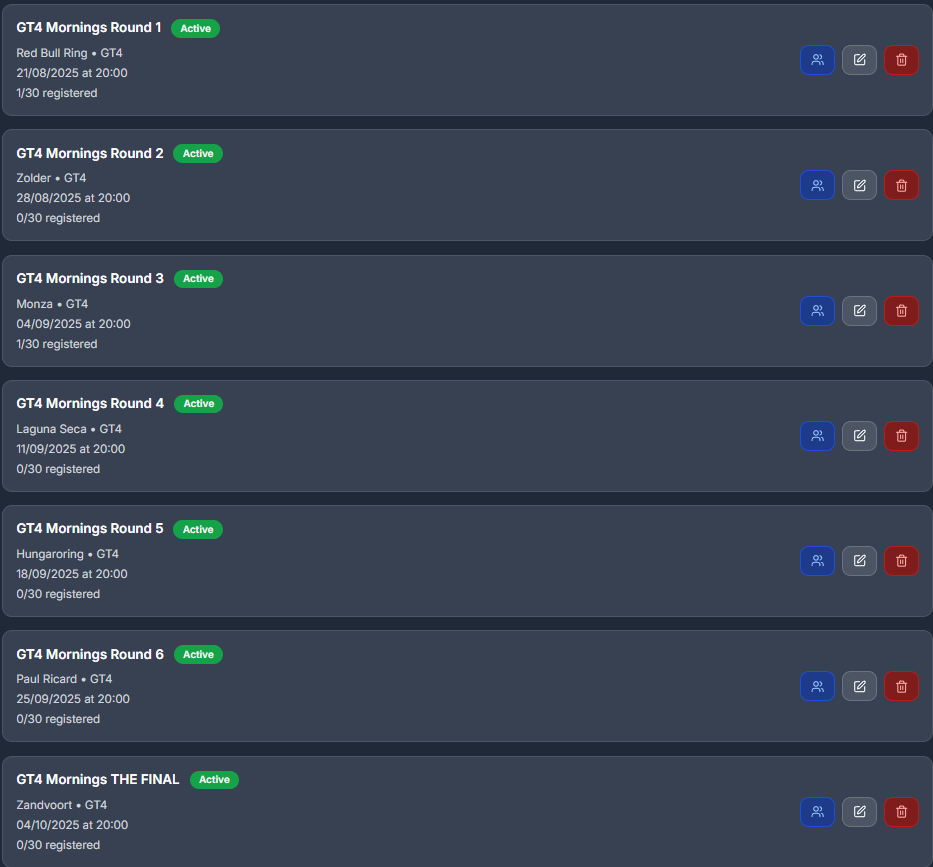 GT4 Mornings Round 1 Active
Red Bull Ring • GT4
21/08/2025 at 20:00
1/30 registered
GT4 Mornings Round 2 Active
Zolder • GT4
28/08/2025 at 20:00
0/30 registered
GT4 Mornings Round 3 Active
Monza • GT4
04/09/2025 at 20:00
1/30 registered
GT4 Mornings Round 4 Active
Laguna Seca • GT4
11/09/2025 at 20:00
0/30 registered
GT4 Mornings Round 5 Active
Hungaroring • GT4
18/09/2025 at 20:00
0/30 registered
GT4 Mornings Round 6 Active
Paul Ricard • GT4
25/09/2025 at 20:00
0/30 registered
GT4 Mornings THE FINAL Active
Zandvoort • GT4
04/10/2025 at 20:00
0/30 registered